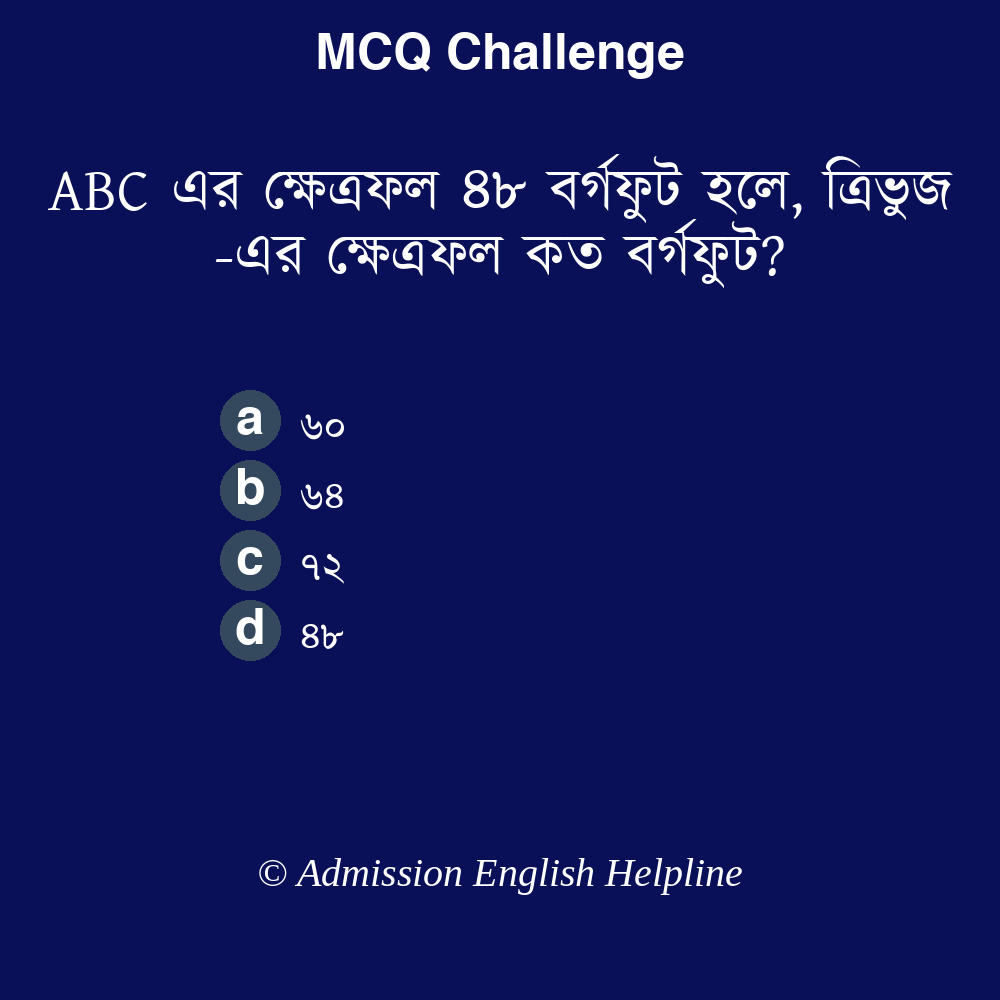 MCQ Challenge
ABC এর ক্ষেত্রফল ৪৮ বর্গফুট হলে, ত্রিভুজ
-এর ক্ষেত্রফল কত বর্গফুট?
a ৬০
b ৬৪
c ৭২
d ৪৮
© Admission English Helpline